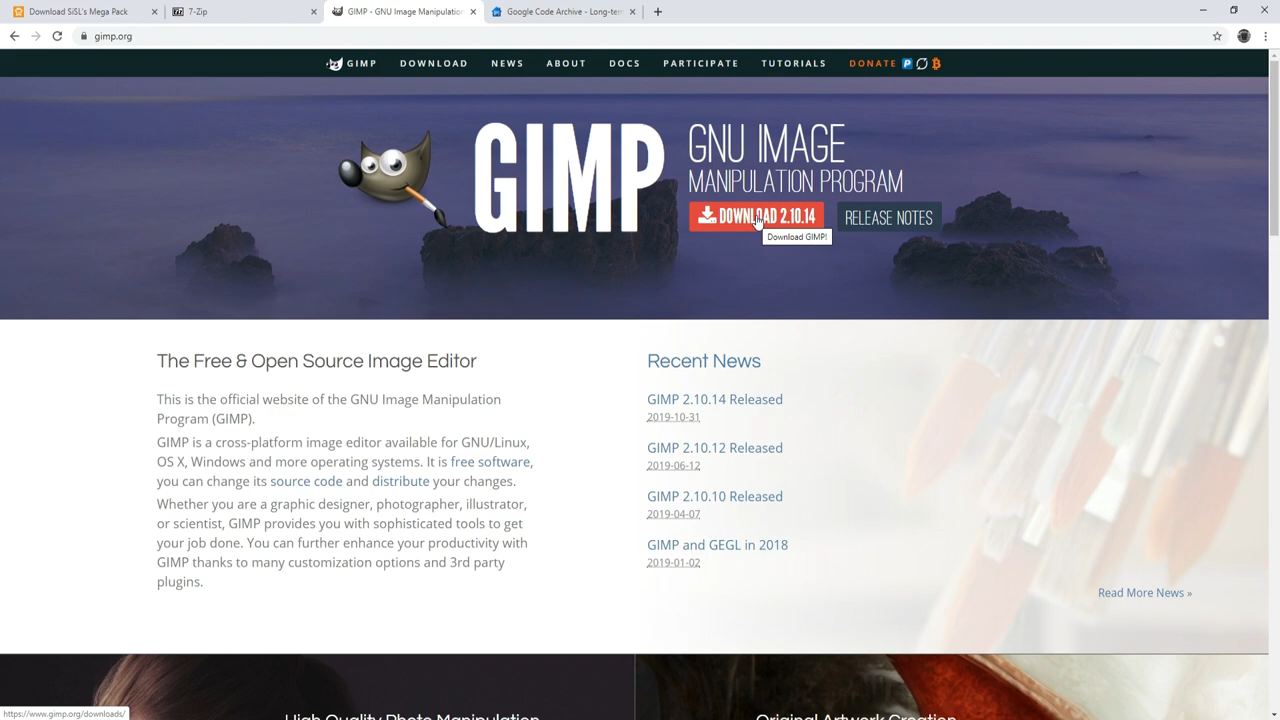 Download SiSL's Mega Pack
7-Zip
GIMP - GNU Image Manipulation
Google Code Archive - Long-ter
gimp.org
GIMP
DOWNLOAD
NEWS
ABOUT
DOCS
PARTICIPATE
TUTORIALS
DONATE
GIMP
GNU IMAGE
MANIPULATION PROGRAM
DOWNLOAD 2.10.14
RELEASE NOTES
Download GIMP!
The Free & Open Source Image Editor
This is the official website of the GNU Image Manipulation
Program (GIMP).
GIMP is a cross-platform image editor available for GNU/Linux,
OS X, Windows and more operating systems. It is free software,
you can change its source code and distribute your changes.
Whether you are a graphic designer, photographer, illustrator,
or scientist, GIMP provides you with sophisticated tools to get
your job done. You can further enhance your productivity with
GIMP thanks to many customization options and 3rd party
plugins.
Recent News
GIMP 2.10.14 Released
2019-10-31
GIMP 2.10.12 Released
2019-06-12
GIMP 2.10.10 Released
2019-04-07
GIMP and GEGL in 2018
2019-01-02
Read More News »
High Quality Photo Manipulation
Original Artwork Creation
https://www.gimp.org/downloads/